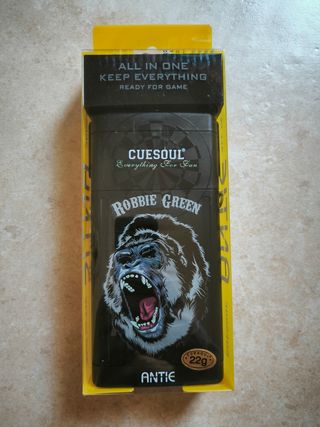 ALL IN ONE
KEEP EVERYTHING
READY FOR GAME
CUESOUL®
Everything For Fun
ROBBIE GREEN
22g
ANTIE